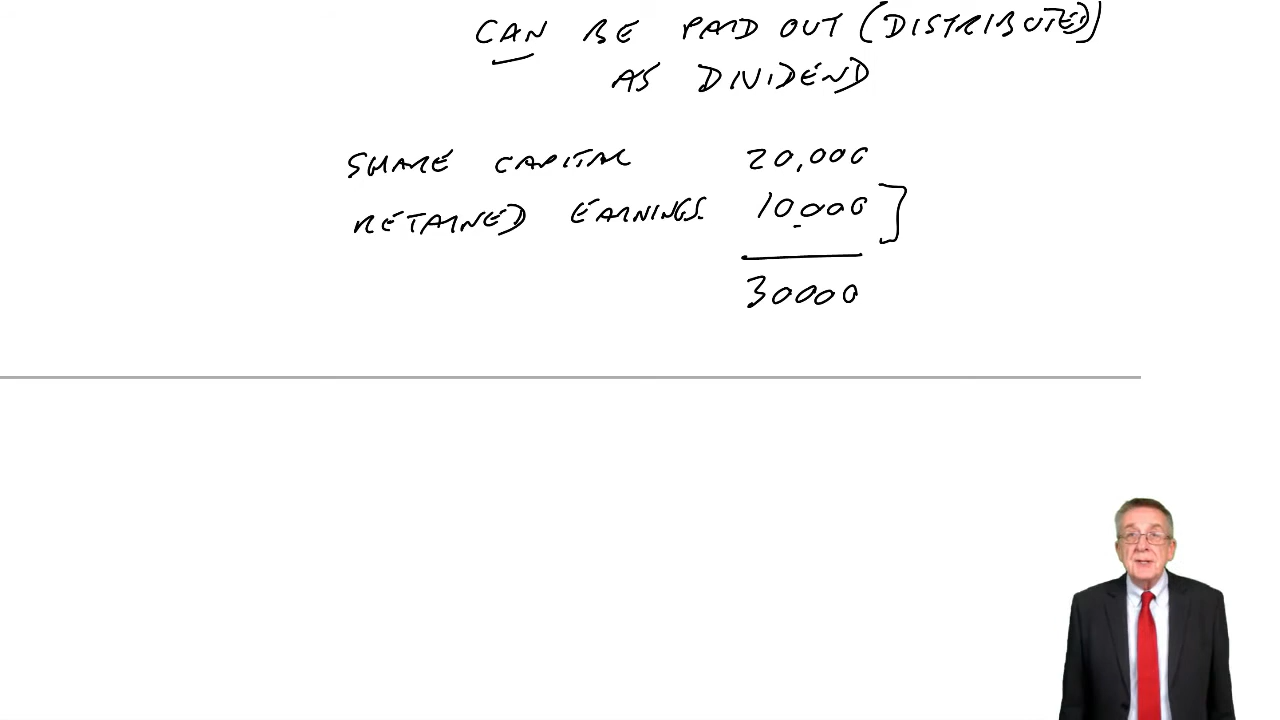 CAN BE PAID OUT (DISTRIBUTED)
AS DIVIDEND
SHARE CAPITAL 20,000
RETAINED EARNINGS. 10,000
30000